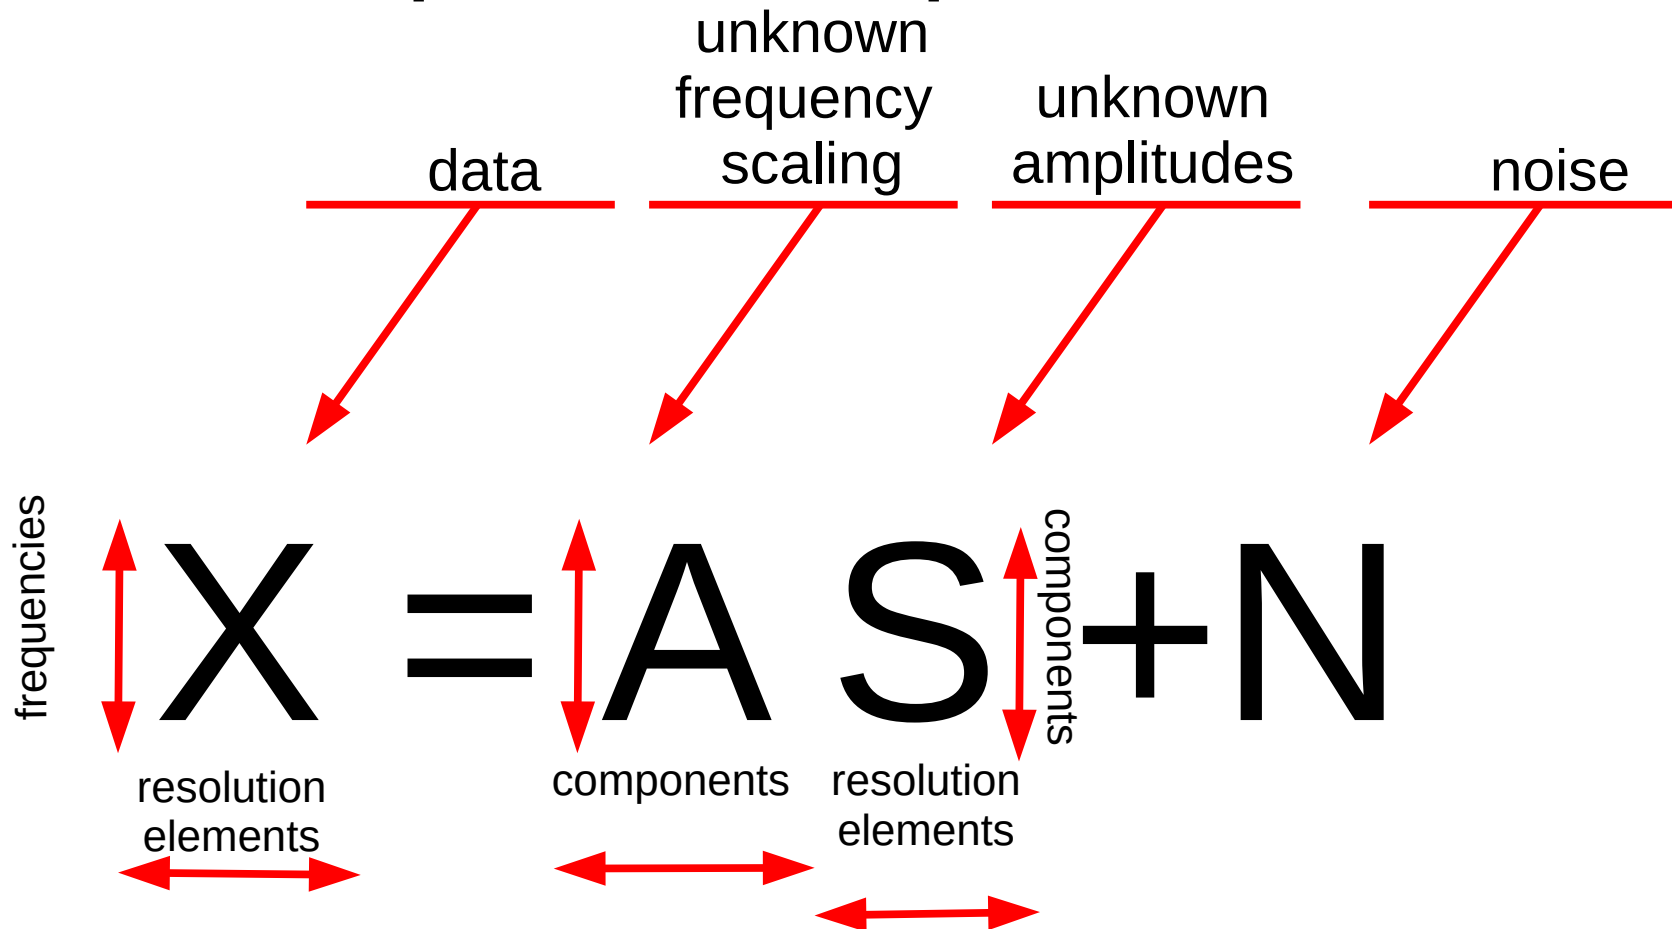 unknown
frequency
scaling
unknown
amplitudes
data
noise
frequencies
X = A S + N
components
resolution
elements
components
resolution
elements